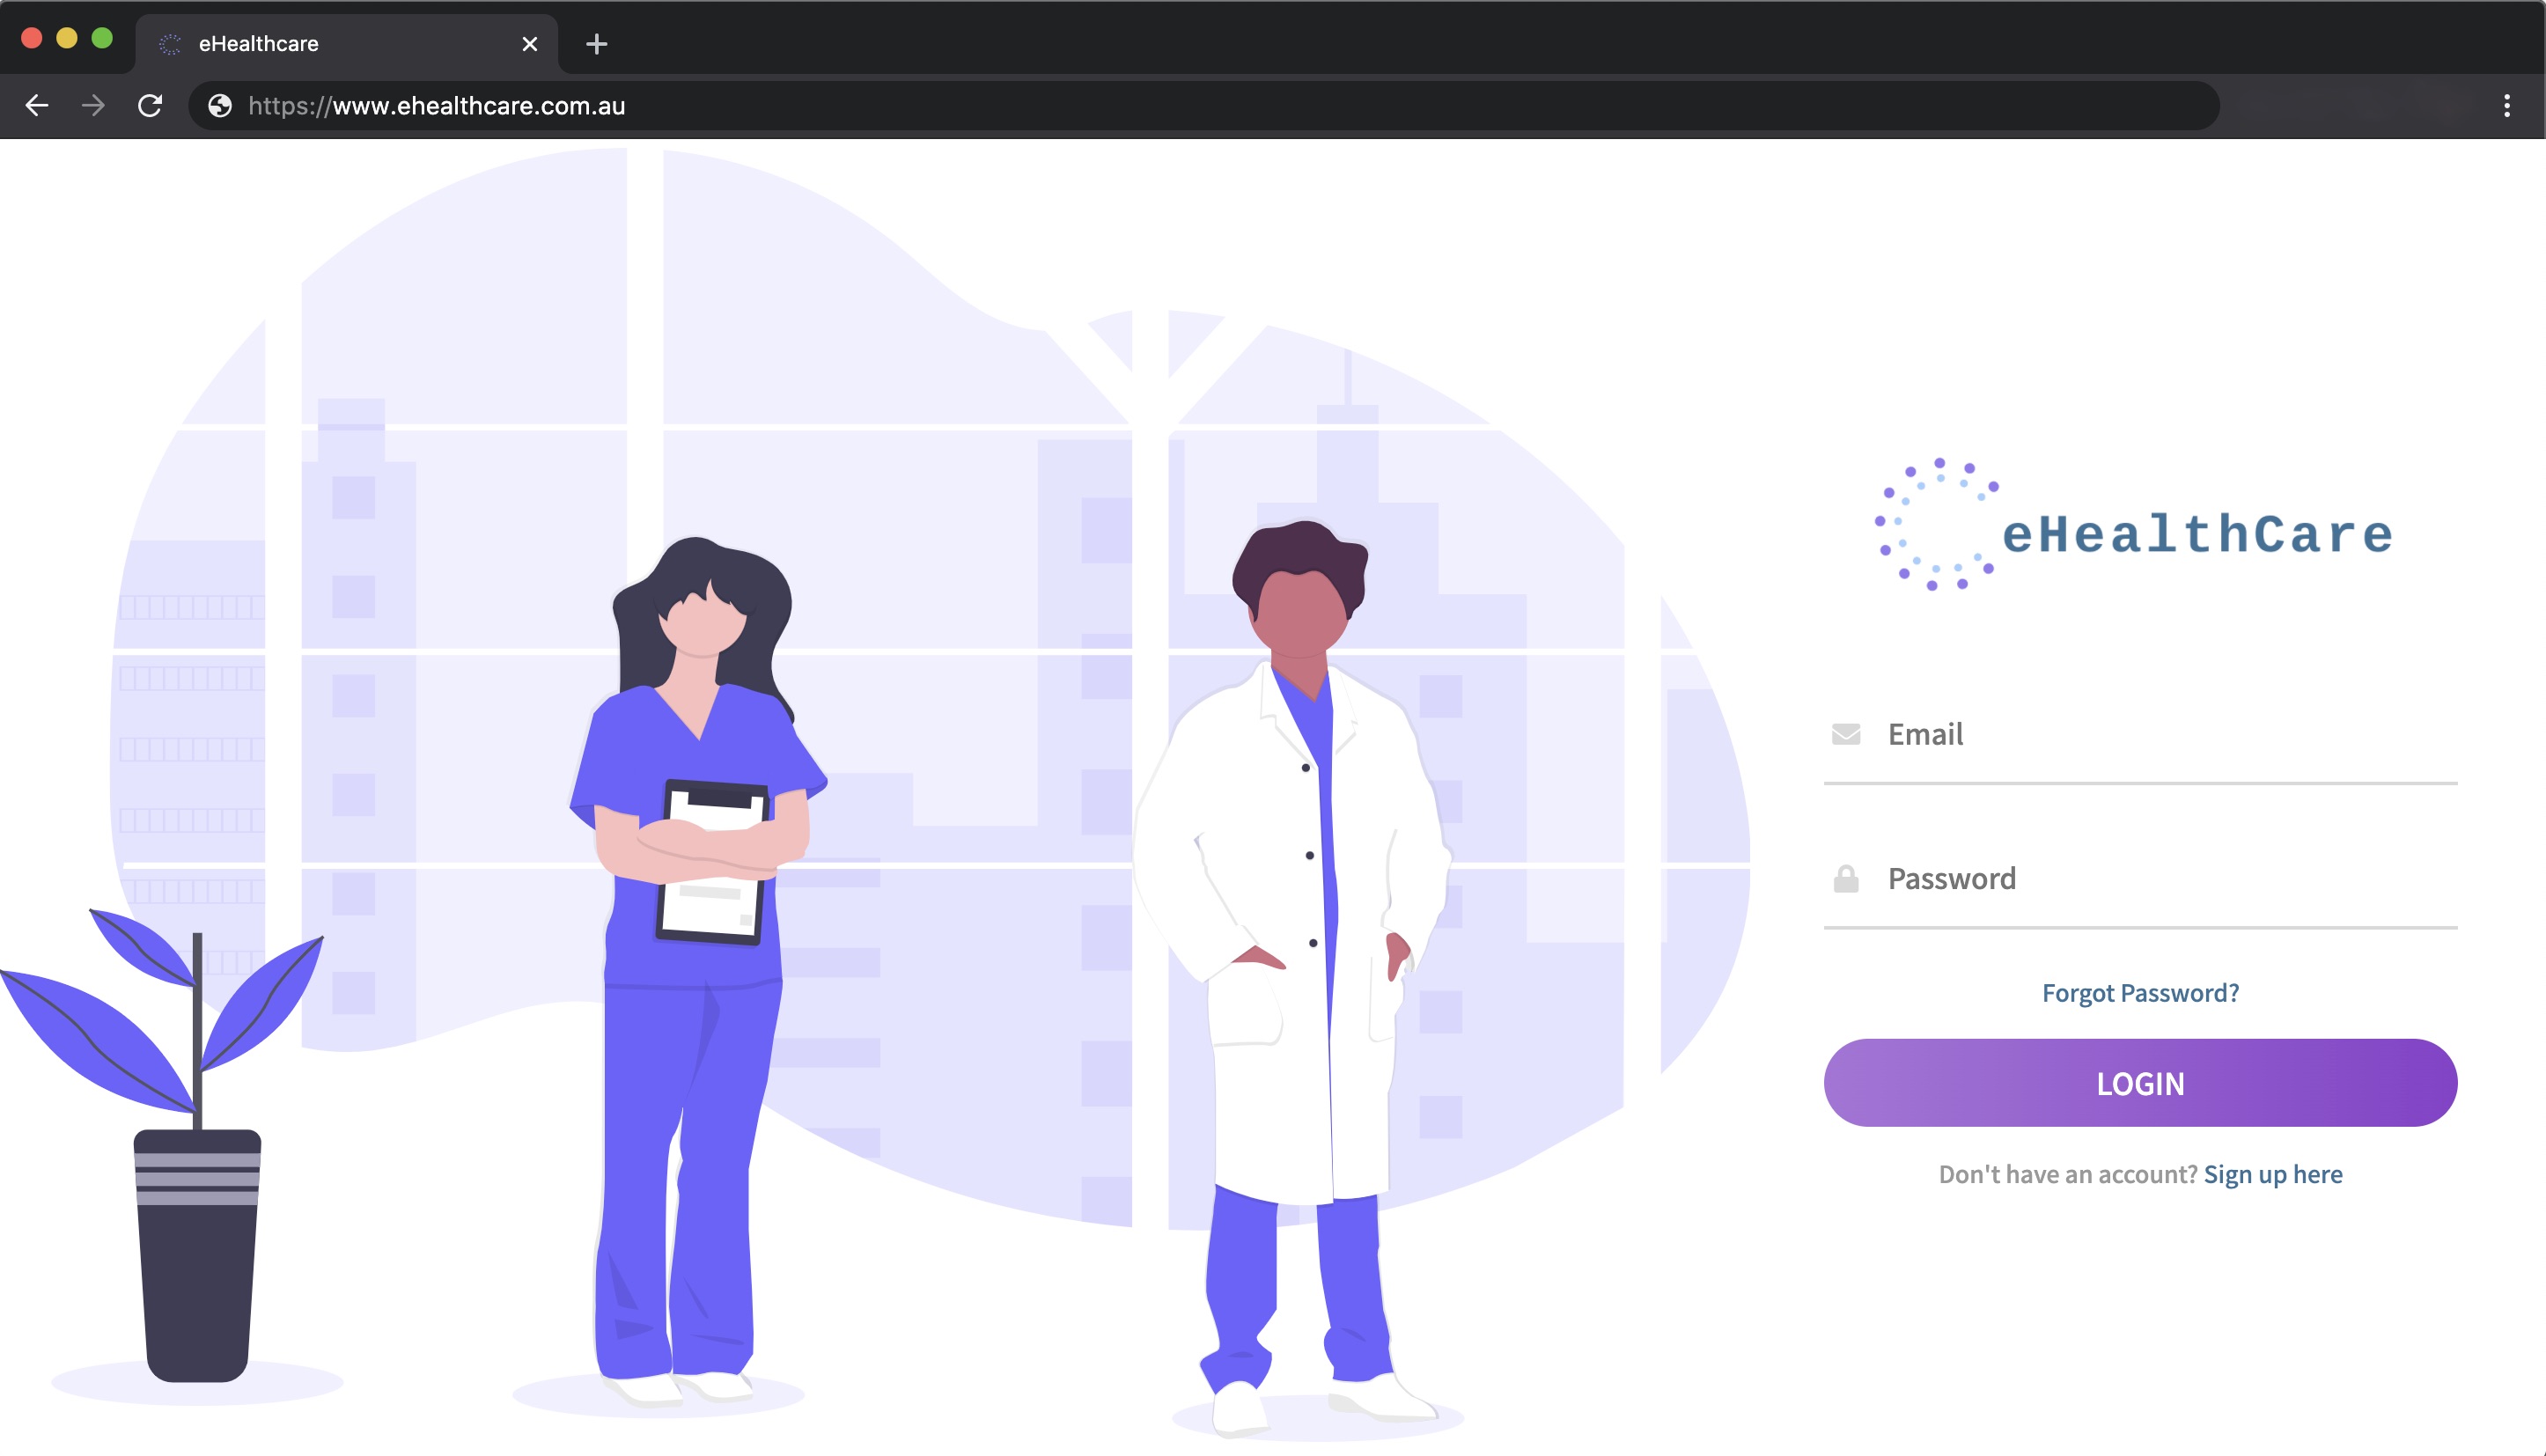 eHealthcare
https://www.ehealthcare.com.au
eHealthCare
Email
Password
Forgot Password?
LOGIN
Don't have an account? Sign up here